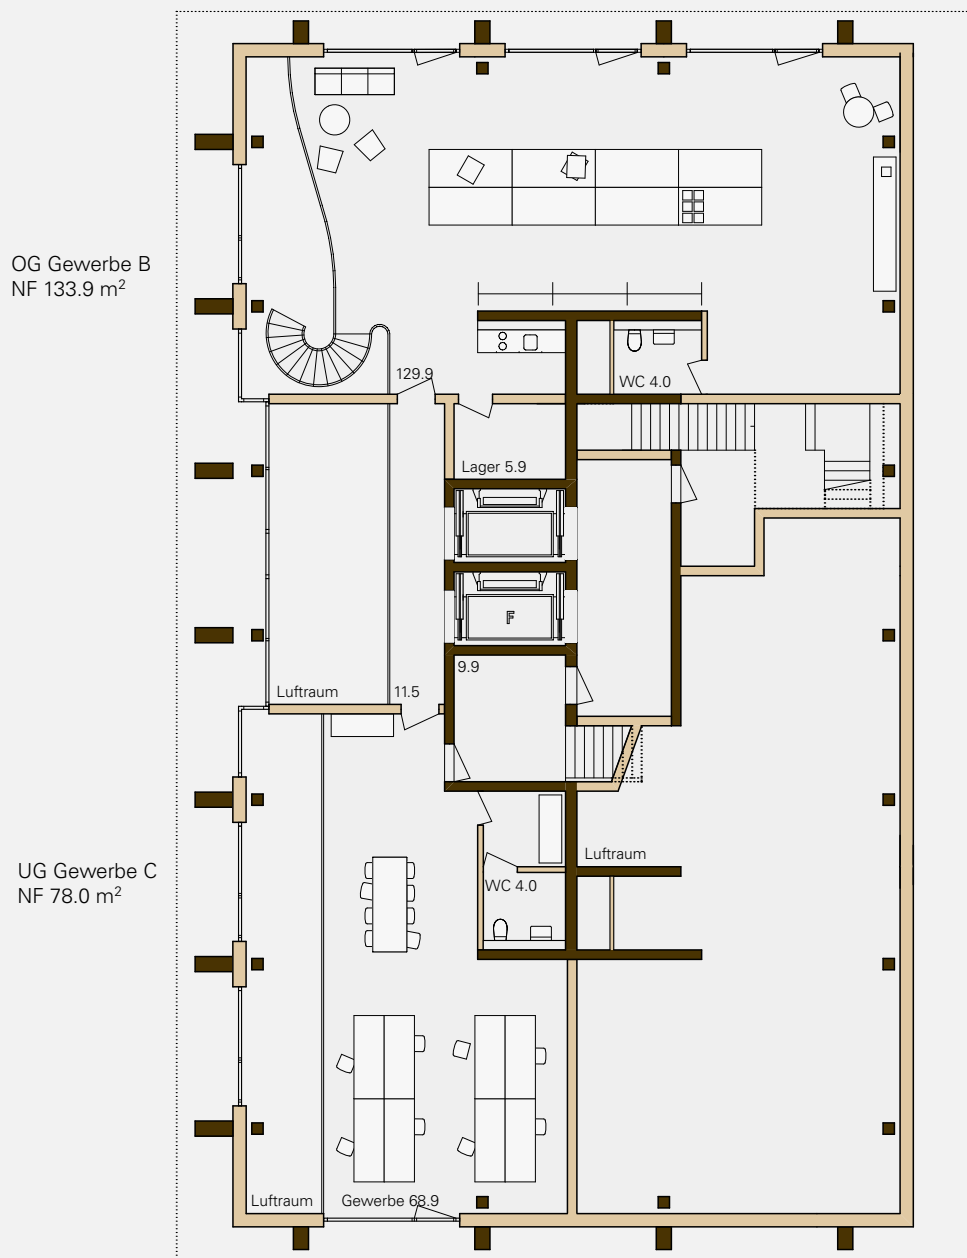 OG Gewerbe B
NF 133.9 m²
129.9
WC 4.0
Lager 5.9
F
9.9
Luftraum
11.5
Luftraum
UG Gewerbe C
NF 78.0 m²
WC 4.0
Luftraum
Gewerbe 68.9